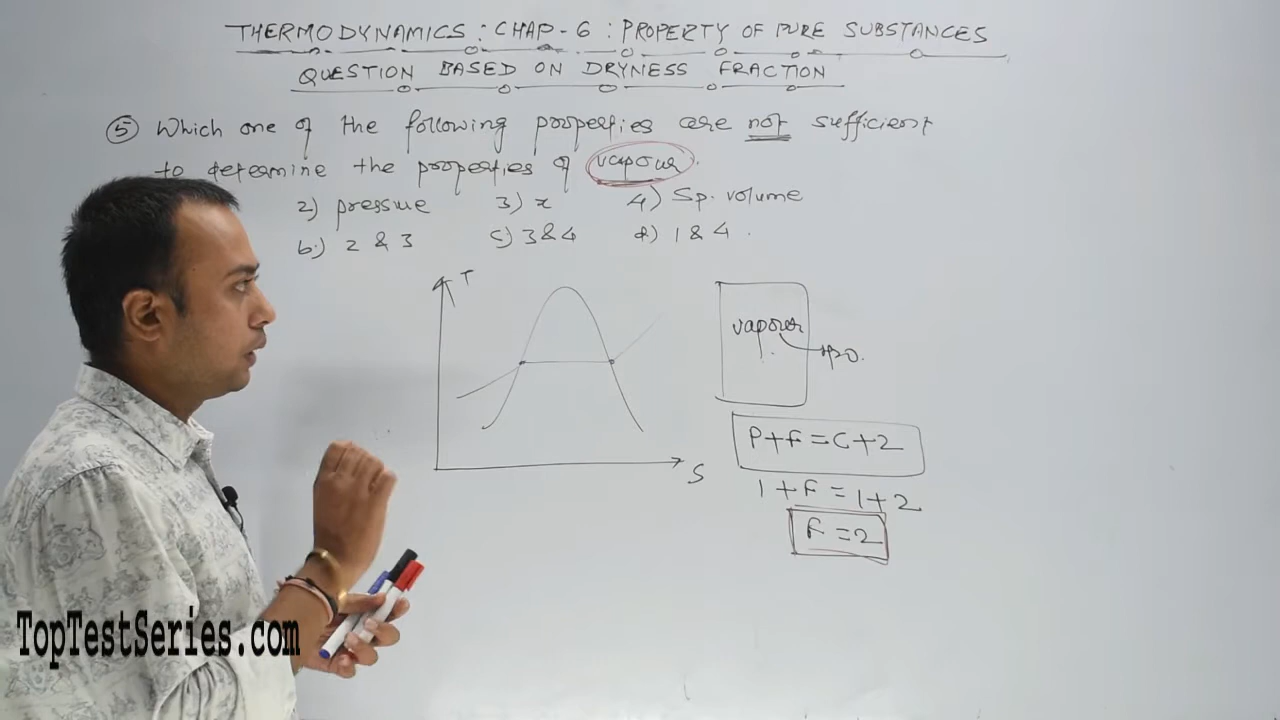 THERMODYNAMICS : CHAP-6 : PROPERTY OF PURE SUBSTANCES
QUESTION BASED ON DRYNESS FRACTION
⑤ Which one of the following properties are not sufficient
to determine the properties of vapour.
2) pressure 3) x 4) Sp. volume
b) 2 & 3 c) 3 & 4 d) 1 & 4 .
T
S
vapour
H2O.
P+F=C+2
1+F=1+2
F=2
TopTestSeries.com